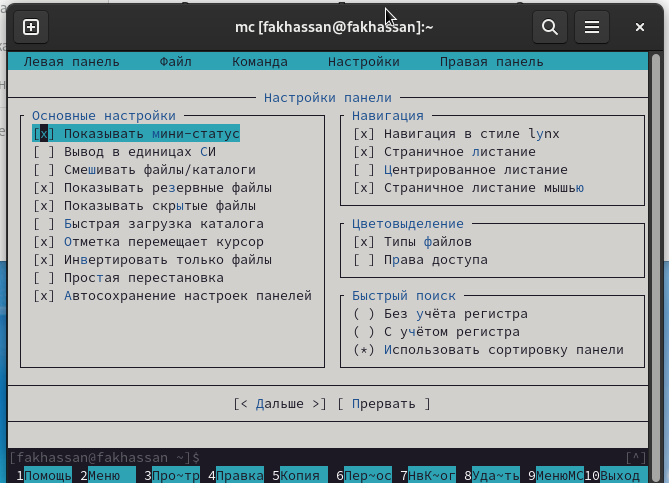 mc [fakhassan@fakhassan]:~
Левая панель Файл Команда Настройки Правая панель
Настройки панели
Основные настройки
[x] Показывать мини-статус
[ ] Вывод в единицах СИ
[ ] Смешивать файлы/каталоги
[x] Показывать резервные файлы
[x] Показывать скрытые файлы
[ ] Быстрая загрузка каталога
[x] Отметка перемещает курсор
[x] Инвертировать только файлы
[ ] Простая перестановка
[x] Автосохранение настроек панелей
Навигация
[x] Навигация в стиле lynx
[x] Страничное листание
[ ] Центрированное листание
[x] Страничное листание мышью
Цветовыделение
[x] Типы файлов
[ ] Права доступа
Быстрый поиск
( ) Без учёта регистра
( ) С учётом регистра
(*) Использовать сортировку панели
[< Дальше >] [ Прервать ]
[fakhassan@fakhassan ~]$ [^]
1Помощь 2Меню 3Про~тр 4Правка 5Копия 6Пер~ос 7НвК~ог 8Уда~ть 9МенюMC 10Выход